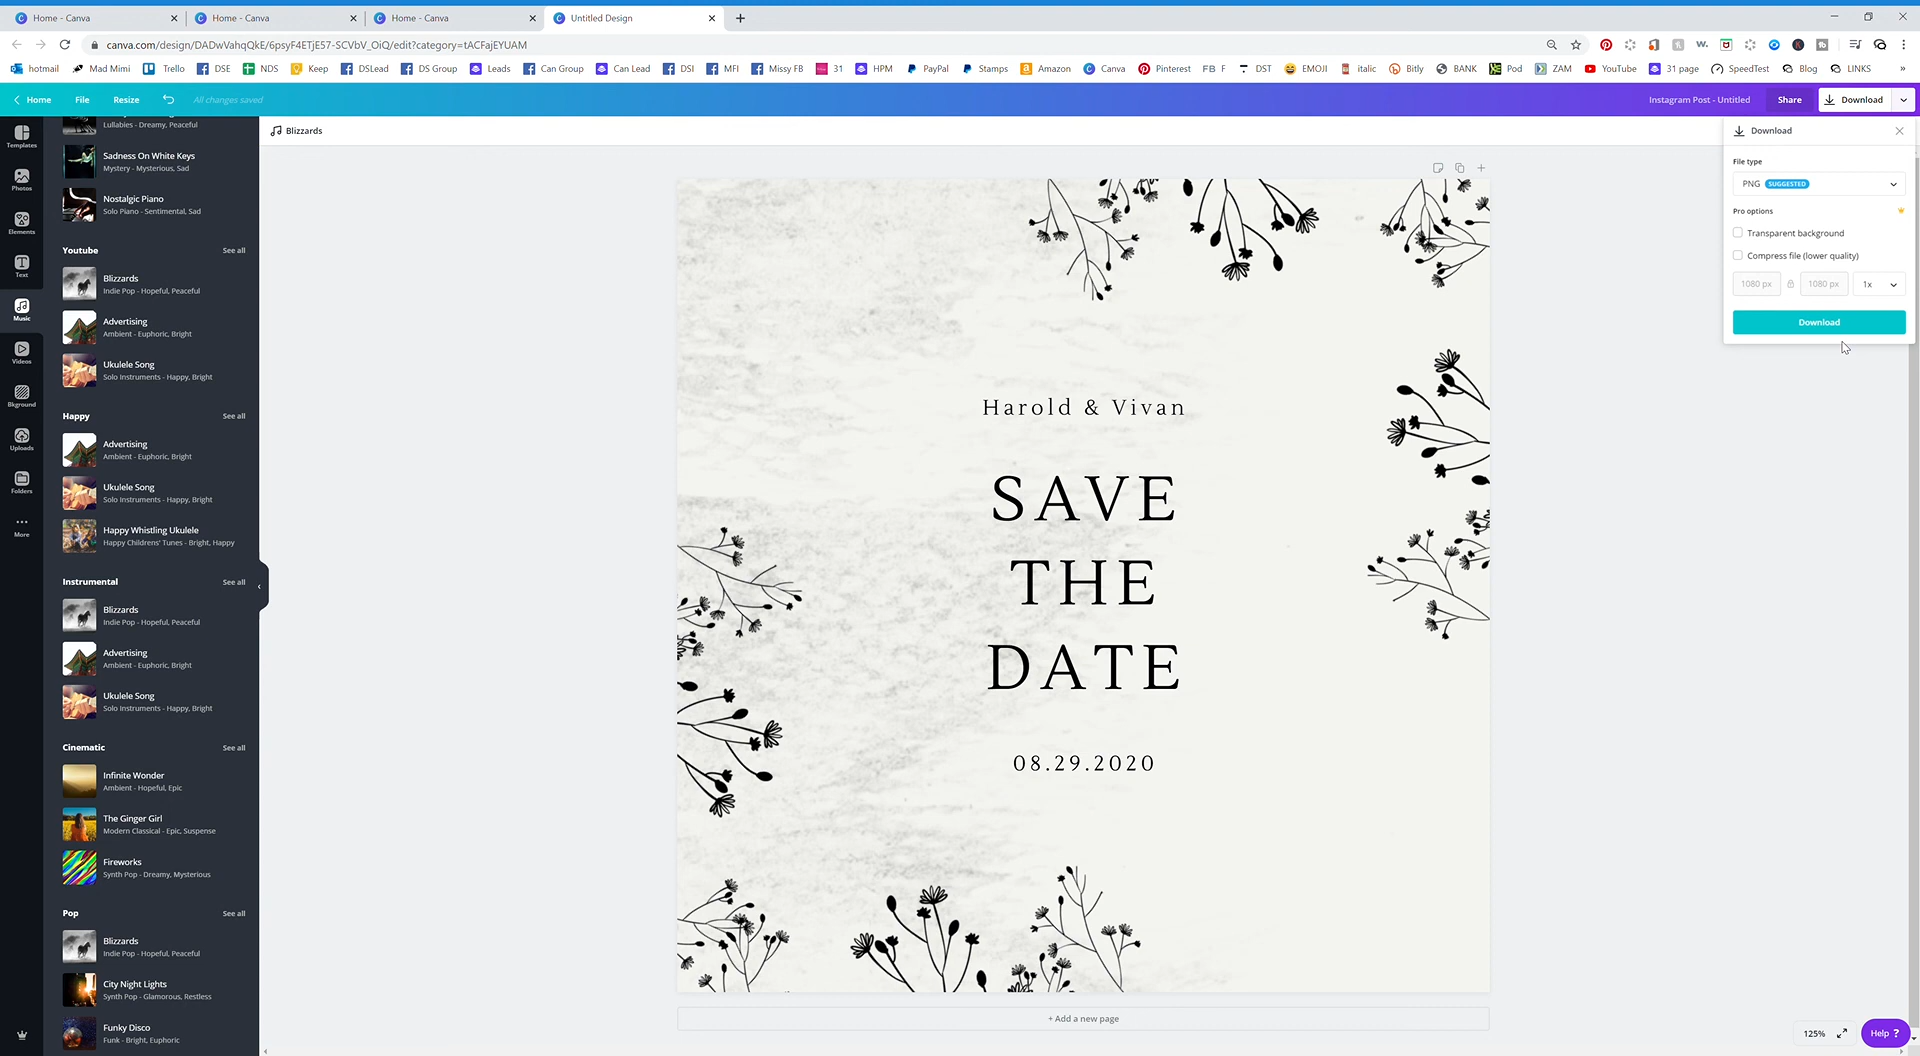 Home - Canva
Home - Canva
Home - Canva
Untitled Design
canva.com/design/DADwVahqQkE/6psyF4ETjE57-SCVbV_OiQ/edit?category=tACFajEYUAM
hotmail
Mad Mimi
Trello
DSE
NDS
Keep
DSLead
DS Group
Leads
Can Group
Can Lead
DSI
MFI
Missy FB
31
HPM
PayPal
Stamps
Amazon
Canva
Pinterest
FB F
DST
EMOJI
italic
Bitly
BANK
Pod
ZAM
YouTube
31 page
SpeedTest
Blog
LINKS
Home
File
Resize
All changes saved
Instagram Post - Untitled
Share
Download
Templates
Photos
Elements
Text
Music
Videos
Bkground
Uploads
Folders
More
Lullabies - Dreamy, Peaceful
Sadness On White Keys
Mystery - Mysterious, Sad
Nostalgic Piano
Solo Piano - Sentimental, Sad
Youtube
See all
Blizzards
Indie Pop - Hopeful, Peaceful
Advertising
Ambient - Euphoric, Bright
Ukulele Song
Solo Instruments - Happy, Bright
Happy
See all
Advertising
Ambient - Euphoric, Bright
Ukulele Song
Solo Instruments - Happy, Bright
Happy Whistling Ukulele
Happy Childrens' Tunes - Bright, Happy
Instrumental
See all
Blizzards
Indie Pop - Hopeful, Peaceful
Advertising
Ambient - Euphoric, Bright
Ukulele Song
Solo Instruments - Happy, Bright
Cinematic
See all
Infinite Wonder
Ambient - Hopeful, Epic
The Ginger Girl
Modern Classical - Epic, Suspense
Fireworks
Synth Pop - Dreamy, Mysterious
Pop
See all
Blizzards
Indie Pop - Hopeful, Peaceful
City Night Lights
Synth Pop - Glamorous, Restless
Funky Disco
Funk - Bright, Euphoric
Blizzards
Harold & Vivan
SAVE
THE
DATE
08.29.2020
+ Add a new page
Download
File type
PNG SUGGESTED
Pro options
Transparent background
Compress file (lower quality)
1080 px
1080 px
1x
Download
125%
Help ?